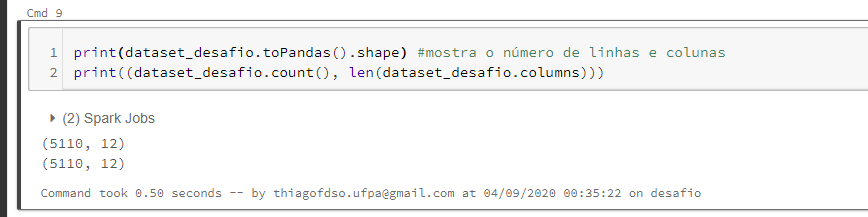 Cmd 9
1 print(dataset_desafio.toPandas().shape) #mostra o número de linhas e colunas
2 print((dataset_desafio.count(), len(dataset_desafio.columns)))
(2) Spark Jobs
(5110, 12)
(5110, 12)
Command took 0.50 seconds -- by thiagofdso.ufpa@gmail.com at 04/09/2020 00:35:22 on desafio